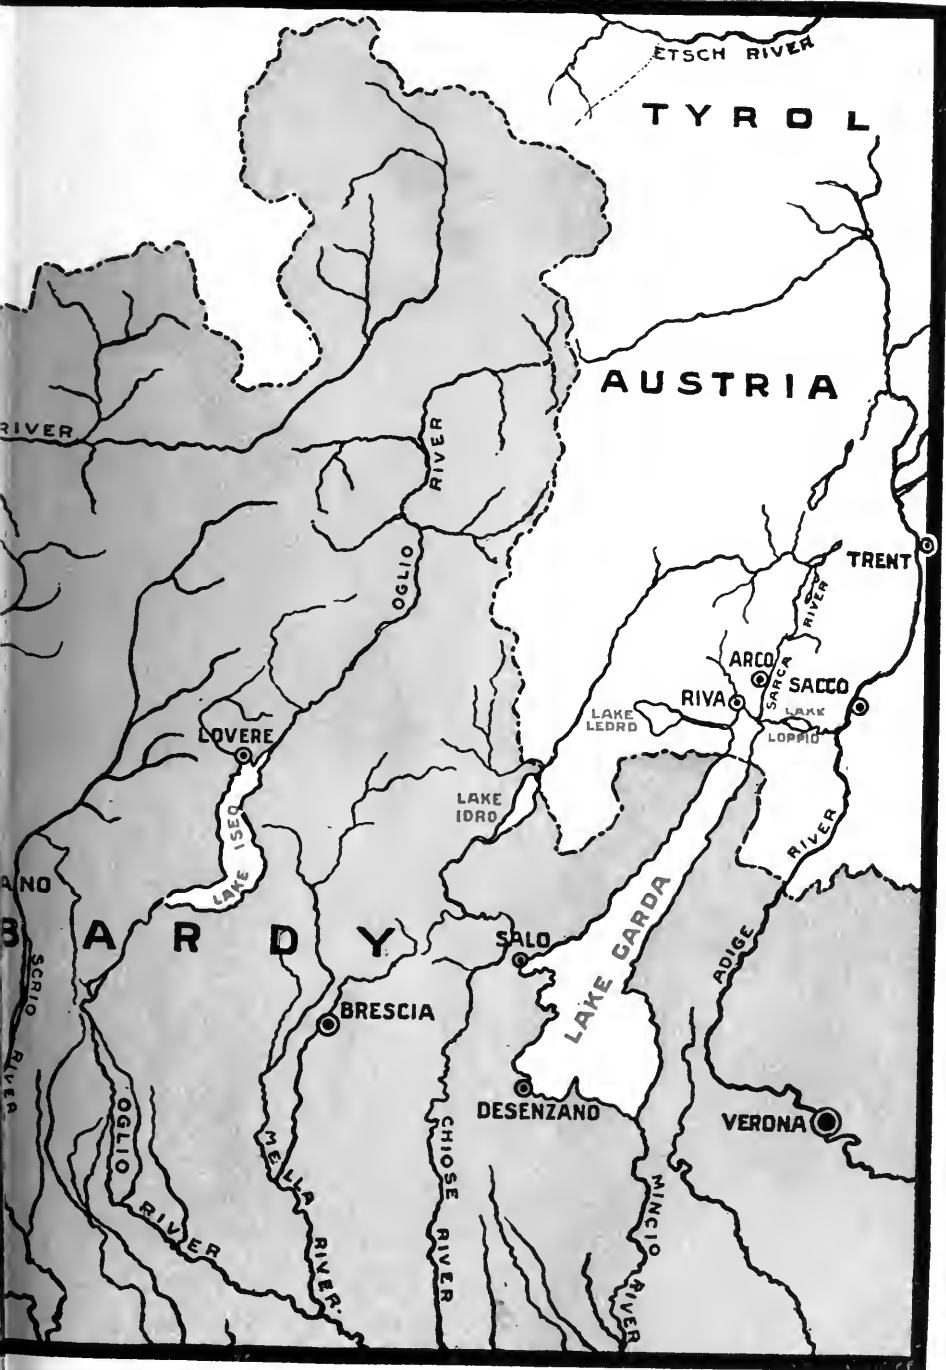 ETSCH RIVER
TYROL
AUSTRIA
RIVER
RIVER
OGLIO
TRENT
RIVER
SARCA
ARCO
RIVA
SACCO
LAKE
LEDRO
LAKE
LOPPIO
LOVERE
LAKE ISEO
LAKE
IDRO
RIVER
ADIGE
ANO
BARDY
SALO
LAKE GARDA
SCRIO
RIVER
BRESCIA
DESENZANO
VERONA
OGLIO
RIVER
MELLA
RIVER.
CHIOSE
RIVER
MINCIO
RIVER